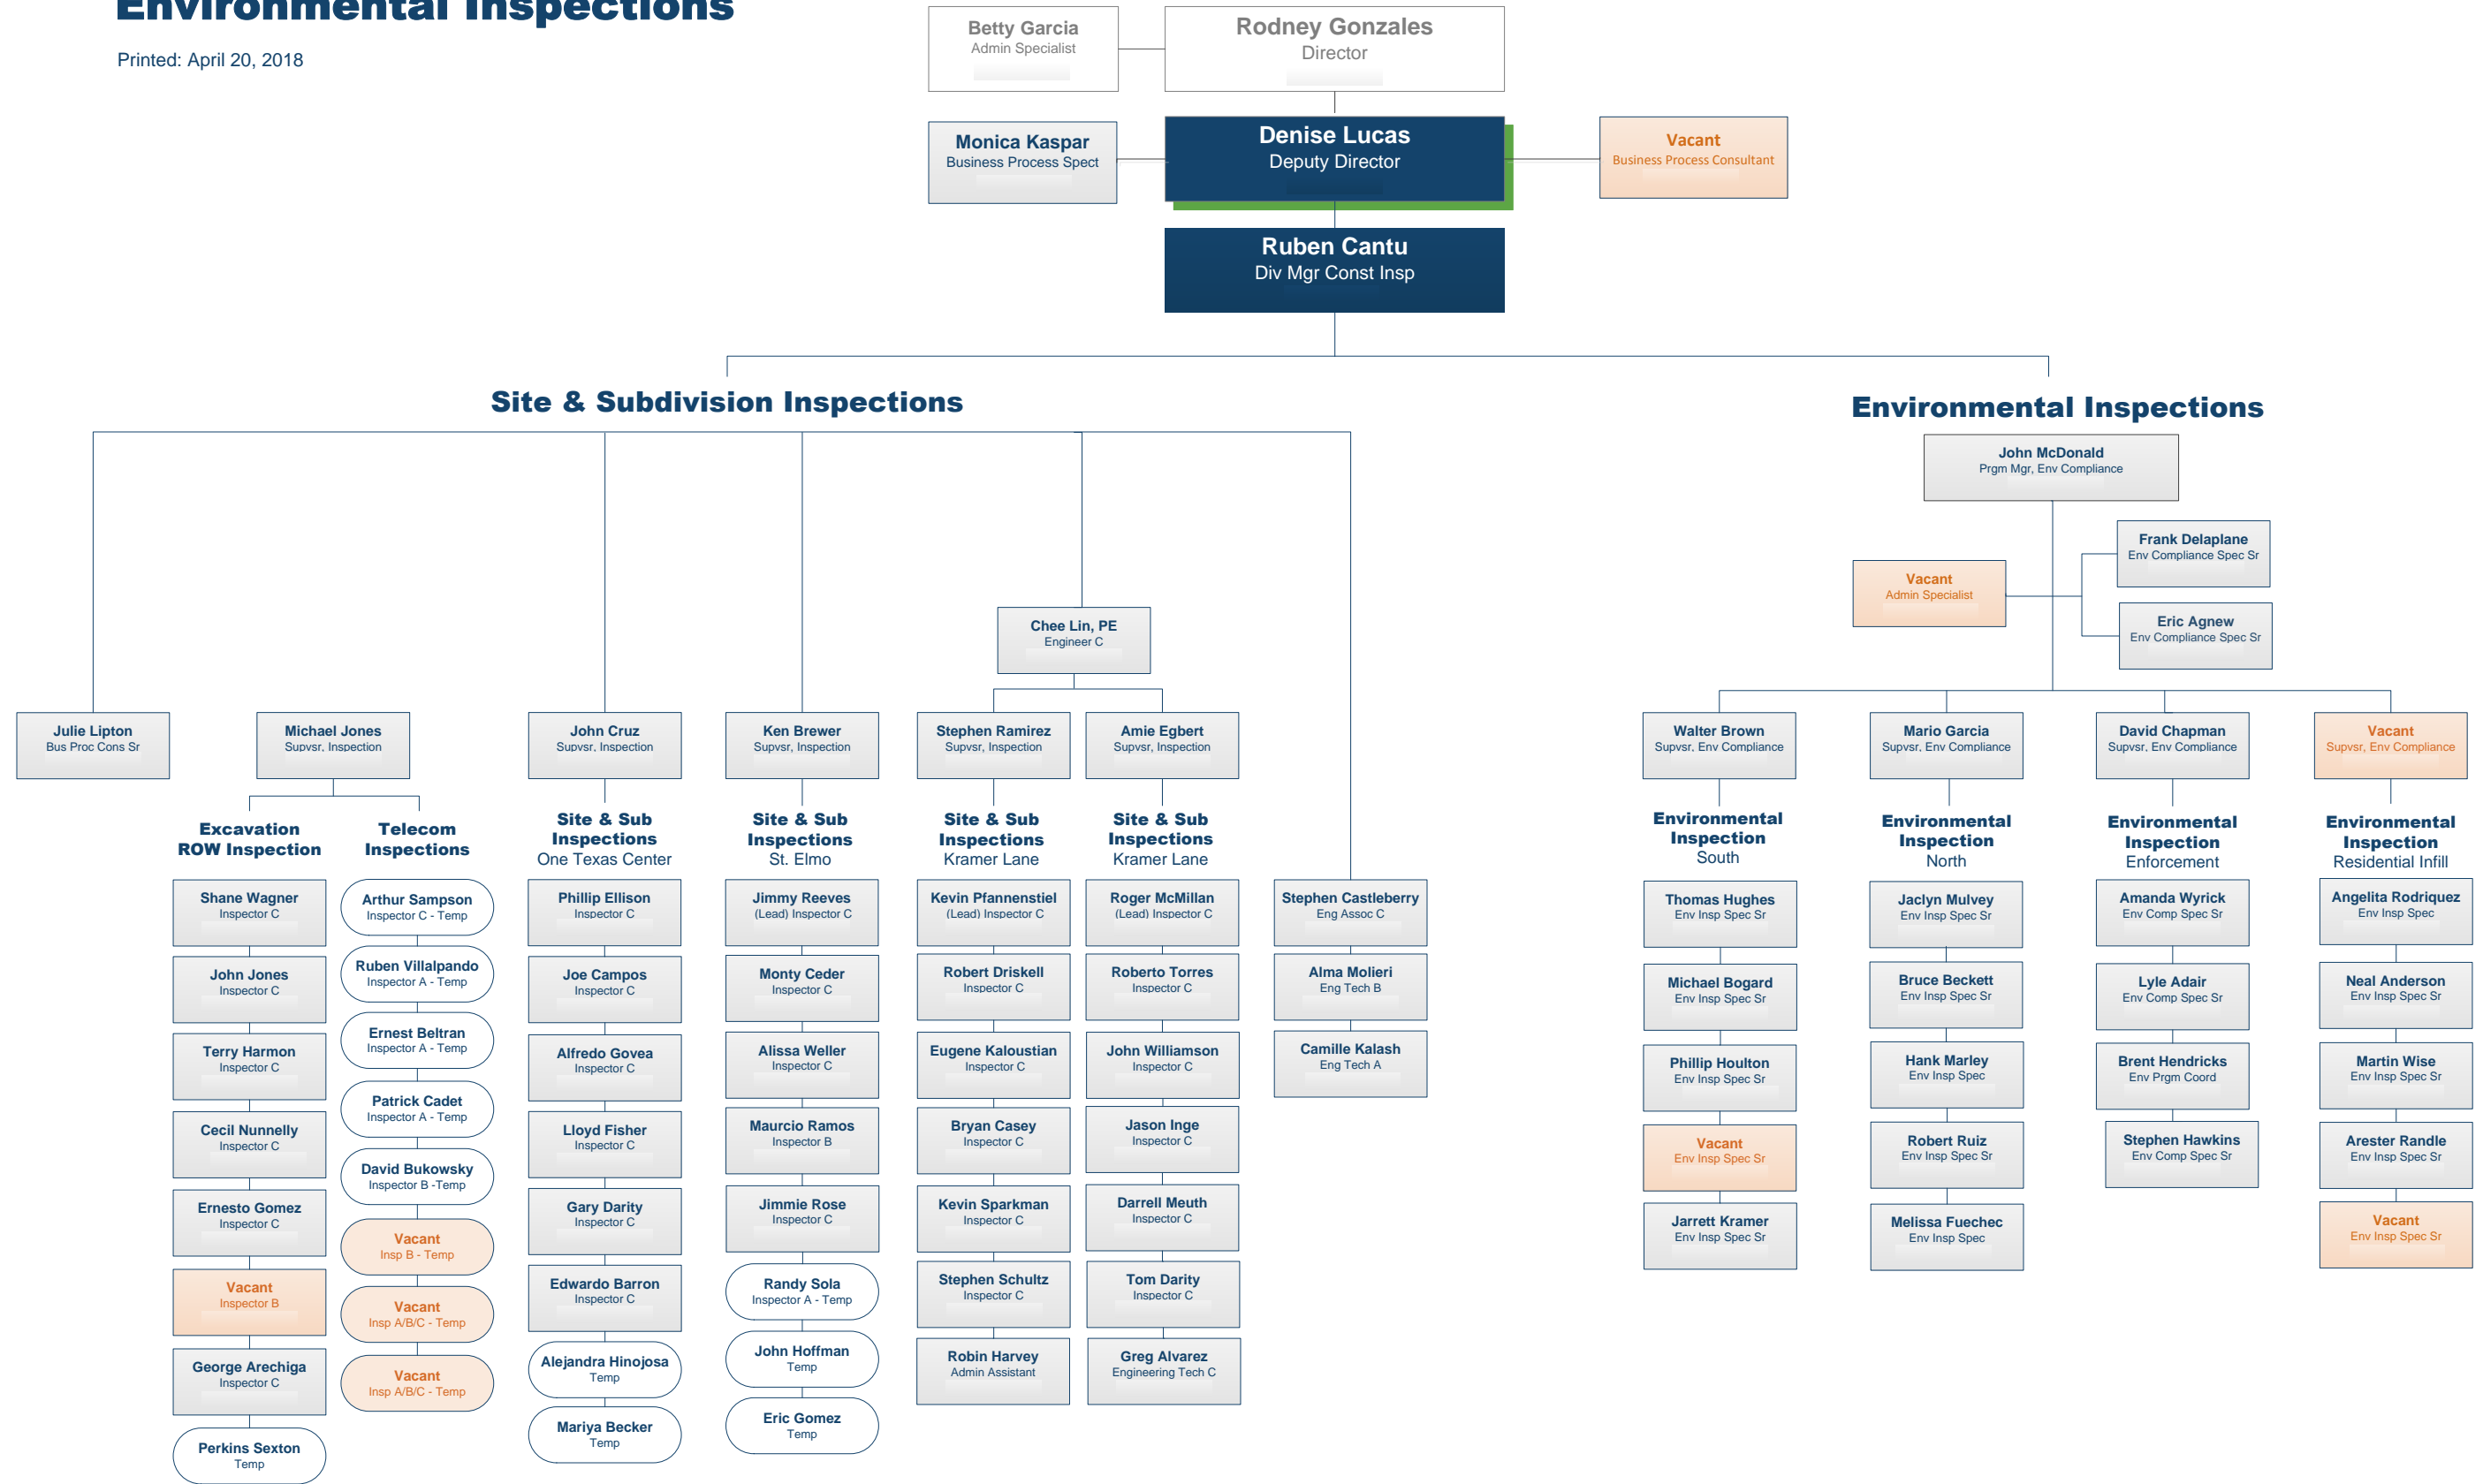 Environmental Inspections
Printed: April 20, 2018
Betty Garcia
Admin Specialist
Rodney Gonzales
Director
Monica Kaspar
Business Process Spect
Denise Lucas
Deputy Director
Vacant
Business Process Consultant
Ruben Cantu
Div Mgr Const Insp
Site & Subdivision Inspections
Environmental Inspections
John McDonald
Prgm Mgr, Env Compliance
Frank Delaplane
Env Compliance Spec Sr
Vacant
Admin Specialist
Eric Agnew
Env Compliance Spec Sr
Chee Lin, PE
Engineer C
Julie Lipton
Bus Proc Cons Sr
Michael Jones
Supvsr, Inspection
John Cruz
Supvsr, Inspection
Ken Brewer
Supvsr, Inspection
Stephen Ramirez
Supvsr, Inspection
Amie Egbert
Supvsr, Inspection
Walter Brown
Supvsr, Env Compliance
Mario Garcia
Supvsr, Env Compliance
David Chapman
Supvsr, Env Compliance
Vacant
Supvsr, Env Compliance
Excavation
ROW Inspection
Shane Wagner
Inspector C
John Jones
Inspector C
Terry Harmon
Inspector C
Cecil Nunnelly
Inspector C
Ernesto Gomez
Inspector C
Vacant
Inspector B
George Arechiga
Inspector C
Perkins Sexton
Temp
Telecom
Inspections
Arthur Sampson
Inspector C - Temp
Ruben Villalpando
Inspector A - Temp
Ernest Beltran
Inspector A - Temp
Patrick Cadet
Inspector A - Temp
David Bukowsky
Inspector B -Temp
Vacant
Insp B - Temp
Vacant
Insp A/B/C - Temp
Vacant
Insp A/B/C - Temp
Site & Sub
Inspections
One Texas Center
Phillip Ellison
Inspector C
Joe Campos
Inspector C
Alfredo Govea
Inspector C
Lloyd Fisher
Inspector C
Gary Darity
Inspector C
Edwardo Barron
Inspector C
Alejandra Hinojosa
Temp
Mariya Becker
Temp
Site & Sub
Inspections
St. Elmo
Jimmy Reeves
(Lead) Inspector C
Monty Ceder
Inspector C
Alissa Weller
Inspector C
Maurcio Ramos
Inspector B
Jimmie Rose
Inspector C
Randy Sola
Inspector A - Temp
John Hoffman
Temp
Eric Gomez
Temp
Site & Sub
Inspections
Kramer Lane
Kevin Pfannenstiel
(Lead) Inspector C
Robert Driskell
Inspector C
Eugene Kaloustian
Inspector C
Bryan Casey
Inspector C
Kevin Sparkman
Inspector C
Stephen Schultz
Inspector C
Robin Harvey
Admin Assistant
Site & Sub
Inspections
Kramer Lane
Roger McMillan
(Lead) Inspector C
Roberto Torres
Inspector C
John Williamson
Inspector C
Jason Inge
Inspector C
Darrell Meuth
Inspector C
Tom Darity
Inspector C
Greg Alvarez
Engineering Tech C
Stephen Castleberry
Eng Assoc C
Alma Molieri
Eng Tech B
Camille Kalash
Eng Tech A
Environmental
Inspection
South
Thomas Hughes
Env Insp Spec Sr
Michael Bogard
Env Insp Spec Sr
Phillip Houlton
Env Insp Spec Sr
Vacant
Env Insp Spec Sr
Jarrett Kramer
Env Insp Spec Sr
Environmental
Inspection
North
Jaclyn Mulvey
Env Insp Spec Sr
Bruce Beckett
Env Insp Spec Sr
Hank Marley
Env Insp Spec
Robert Ruiz
Env Insp Spec Sr
Melissa Fuechec
Env Insp Spec
Environmental
Inspection
Enforcement
Amanda Wyrick
Env Comp Spec Sr
Lyle Adair
Env Comp Spec Sr
Brent Hendricks
Env Prgm Coord
Stephen Hawkins
Env Comp Spec Sr
Environmental
Inspection
Residential Infill
Angelita Rodriquez
Env Insp Spec
Neal Anderson
Env Insp Spec Sr
Martin Wise
Env Insp Spec Sr
Arester Randle
Env Insp Spec Sr
Vacant
Env Insp Spec Sr